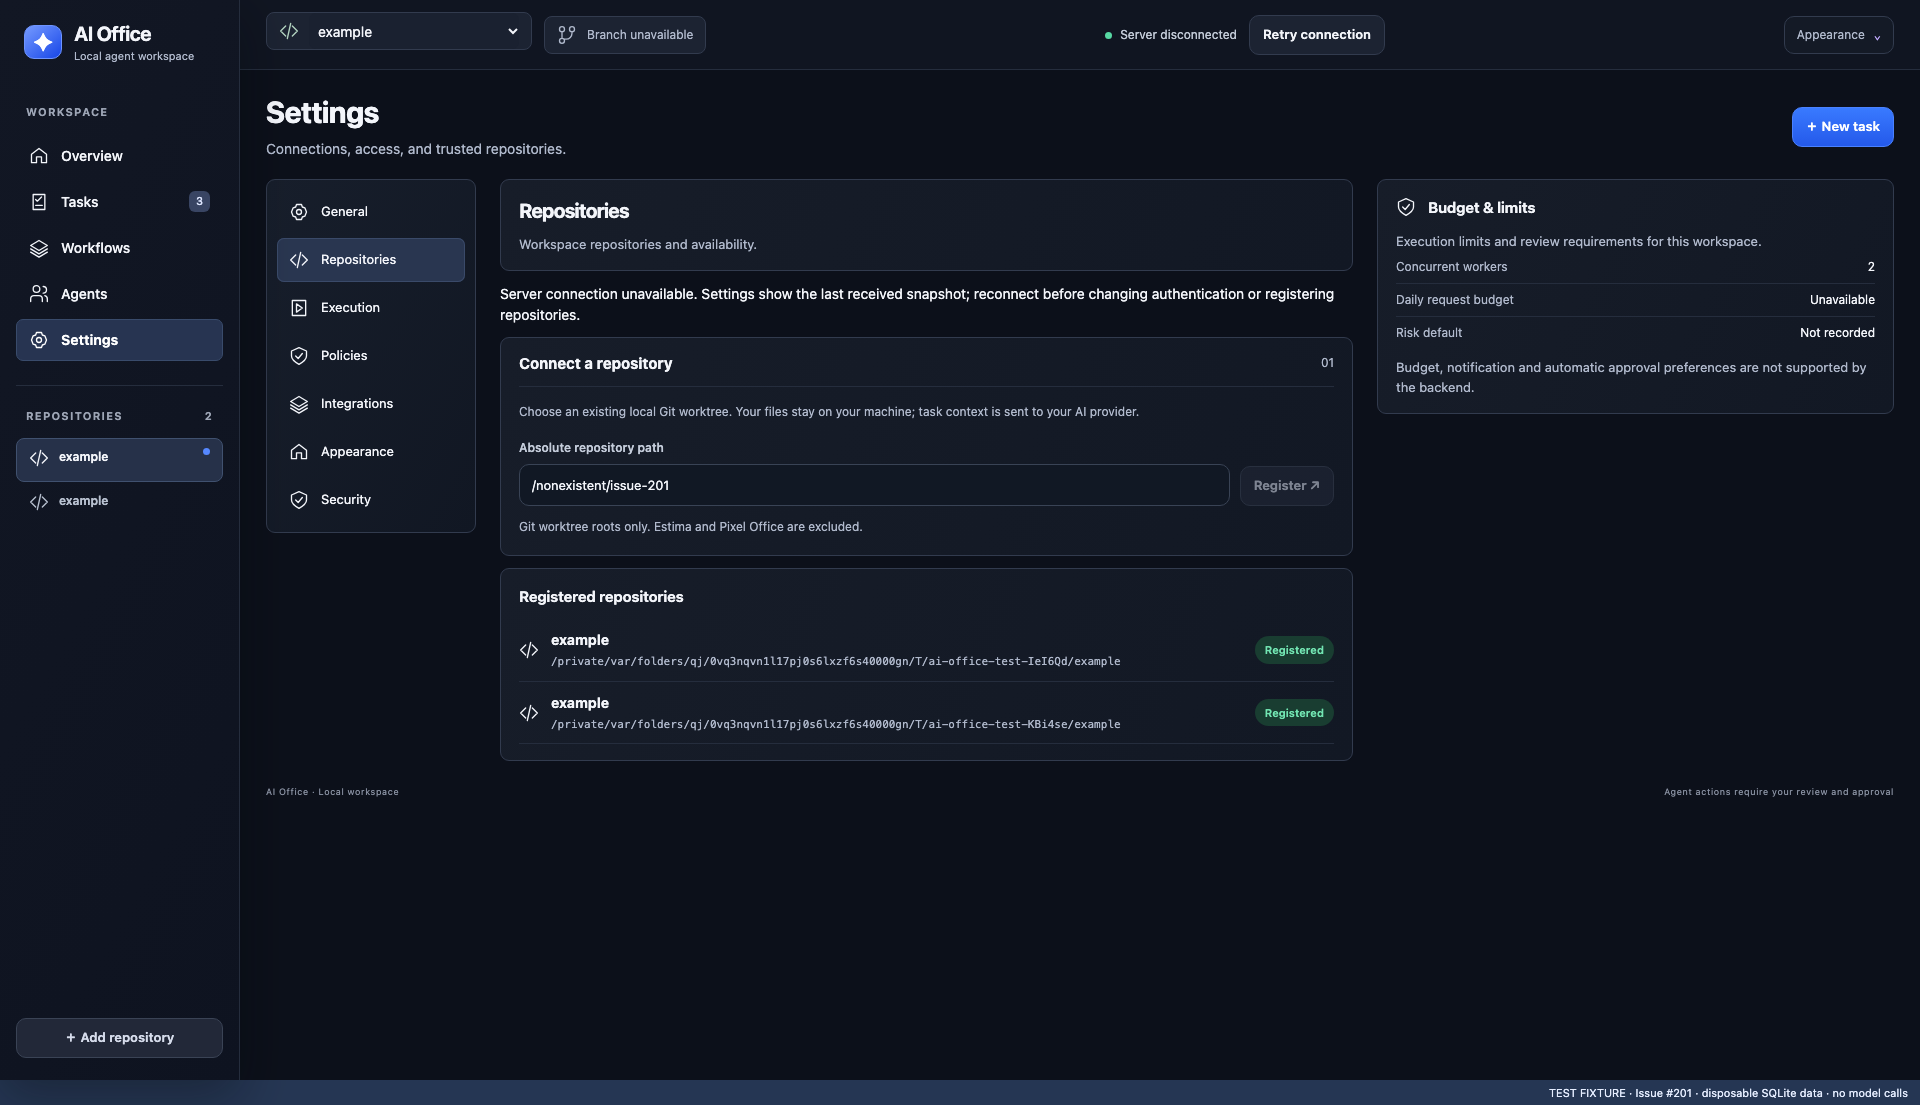 AI Office
Local agent workspace
WORKSPACE
Overview
Tasks
3
Workflows
Agents
Settings
REPOSITORIES
2
example
example
+ Add repository
example
Branch unavailable
Server disconnected
Retry connection
Appearance
Settings
Connections, access, and trusted repositories.
+ New task
General
Repositories
Execution
Policies
Integrations
Appearance
Security
Repositories
Workspace repositories and availability.
Server connection unavailable. Settings show the last received snapshot; reconnect before changing authentication or registering
repositories.
Connect a repository
01
Choose an existing local Git worktree. Your files stay on your machine; task context is sent to your AI provider.
Absolute repository path
/nonexistent/issue-201
Register ↗
Git worktree roots only. Estima and Pixel Office are excluded.
Registered repositories
example
/private/var/folders/qj/0vq3nqvn1l17pj0s6lxzf6s40000gn/T/ai-office-test-IeI6Qd/example
Registered
example
/private/var/folders/qj/0vq3nqvn1l17pj0s6lxzf6s40000gn/T/ai-office-test-KBi4se/example
Registered
Budget & limits
Execution limits and review requirements for this workspace.
Concurrent workers
2
Daily request budget
Unavailable
Risk default
Not recorded
Budget, notification and automatic approval preferences are not supported by
the backend.
AI Office · Local workspace
Agent actions require your review and approval
TEST FIXTURE · Issue #201 · disposable SQLite data · no model calls